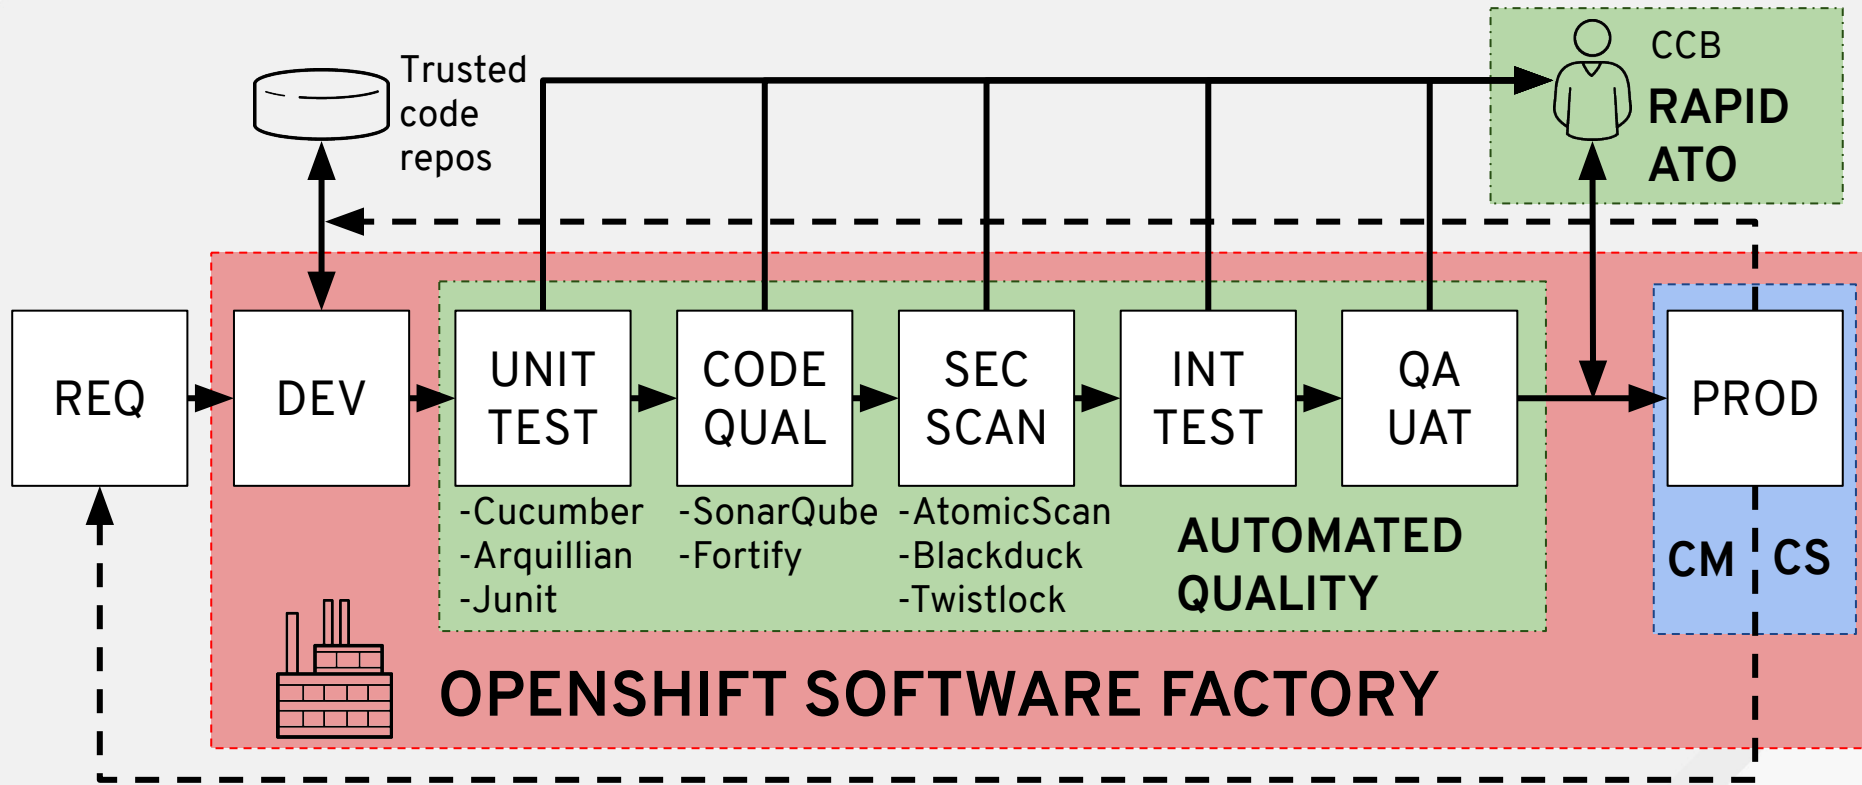 Trusted
code
repos
CCB
RAPID
ATO
REQ
DEV
UNIT
TEST
CODE
QUAL
SEC
SCAN
INT
TEST
QA
UAT
PROD
-Cucumber
-Arquillian
-Junit
-SonarQube
-Fortify
-AtomicScan
-Blackduck
-Twistlock
AUTOMATED
QUALITY
CM CS
OPENSHIFT SOFTWARE FACTORY